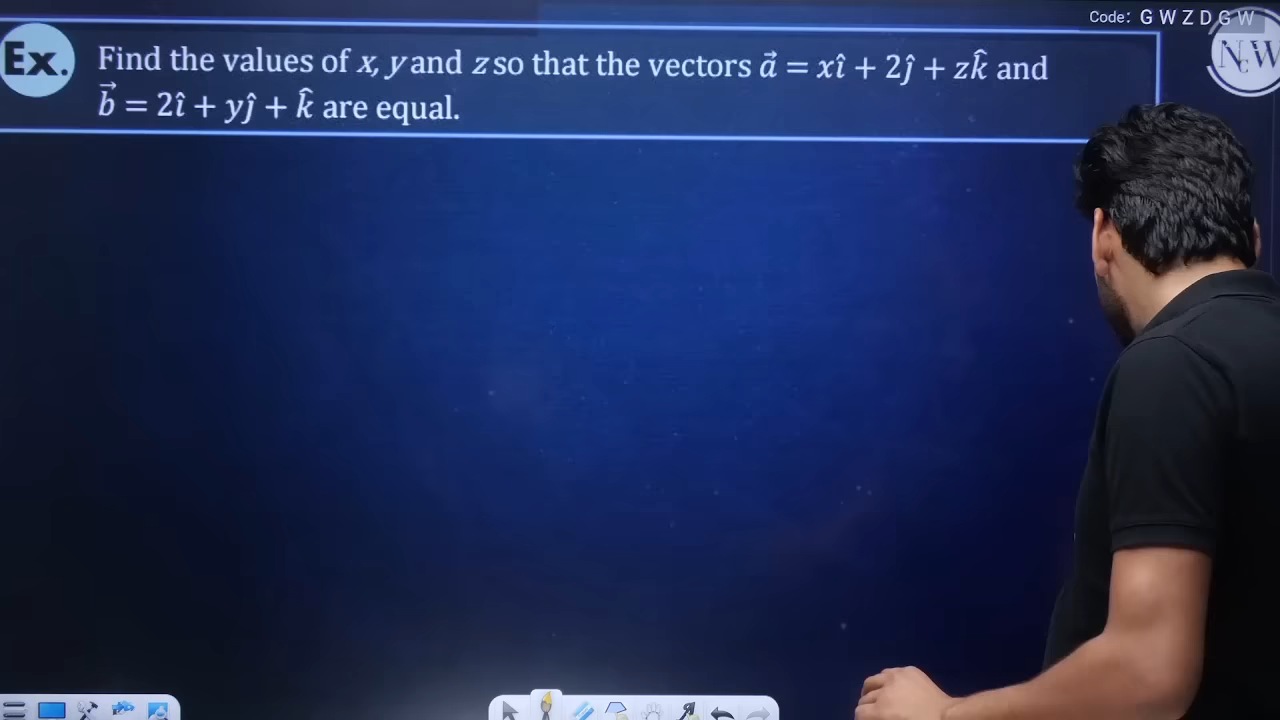 Code: G W Z D G W
Ex. Find the values of x, y and z so that the vectors a⃗ = xî + 2ĵ + zk̂ and
b⃗ = 2î + yĵ + k̂ are equal.
NCW